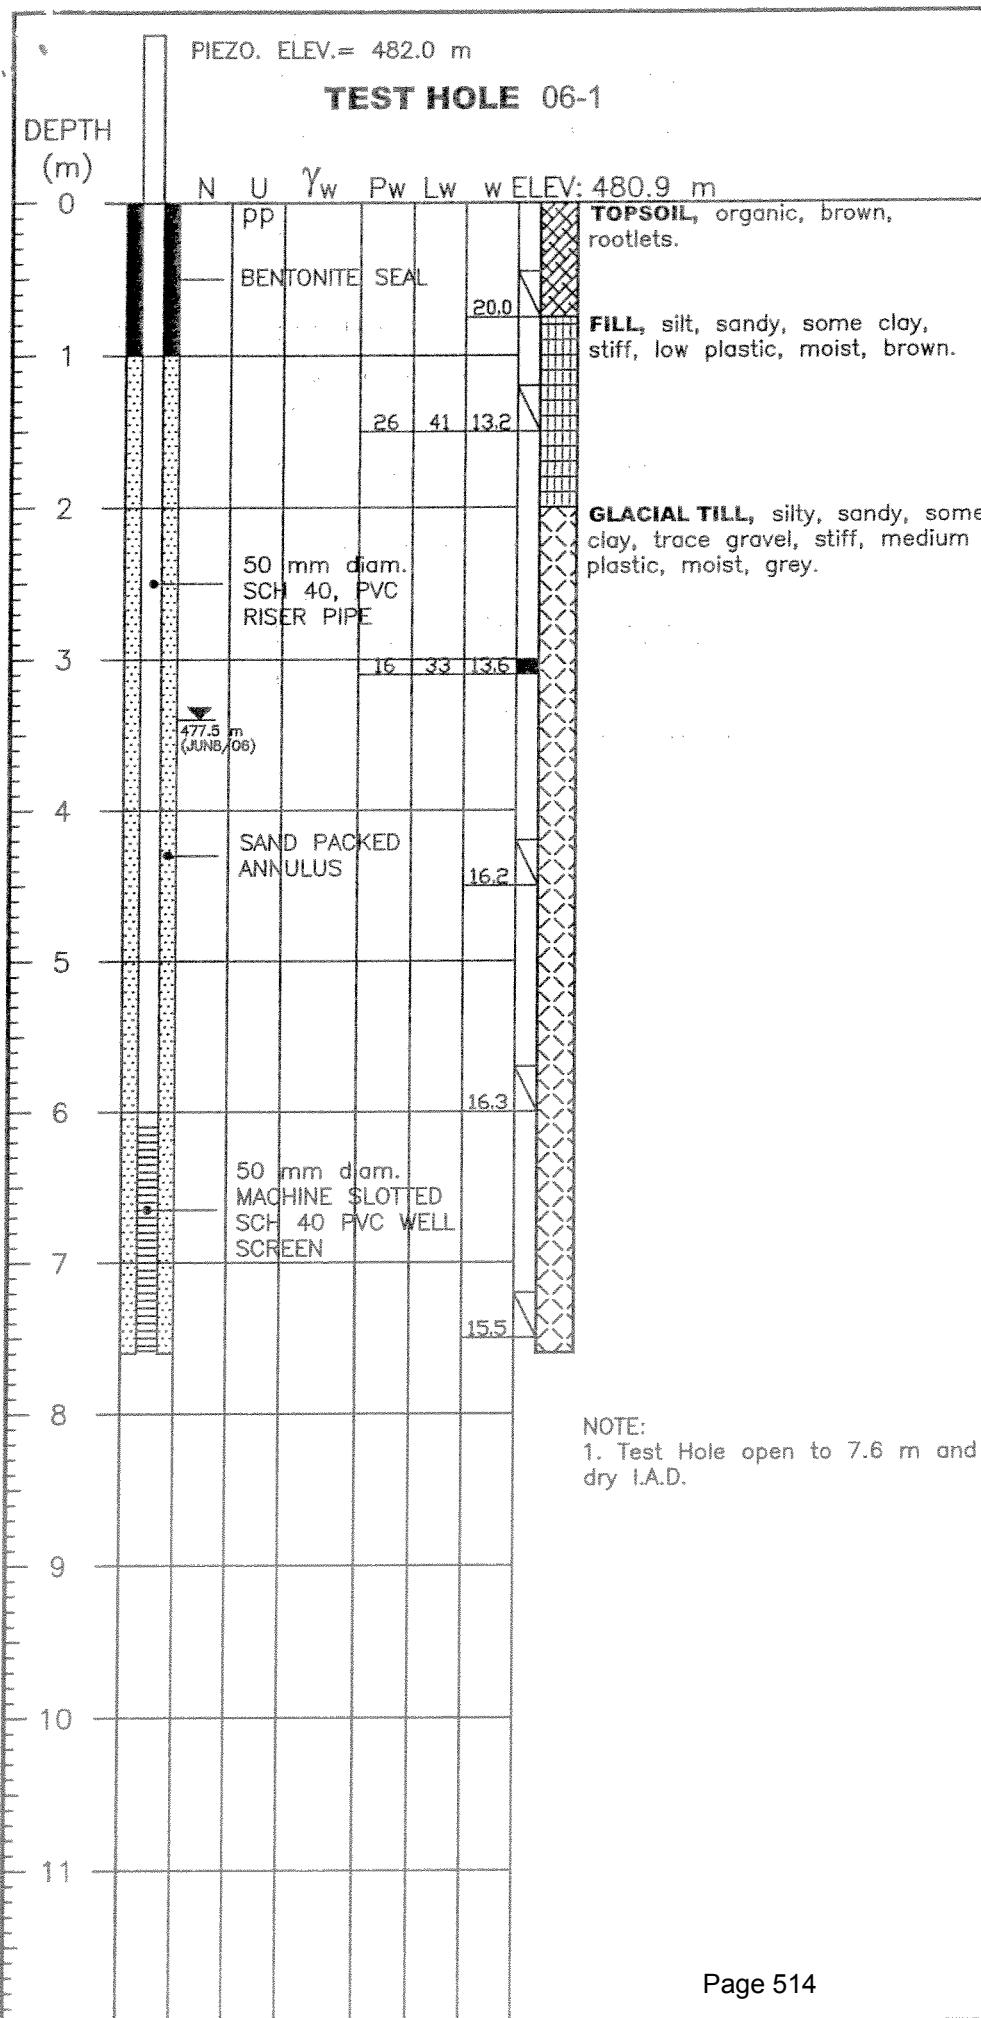 PIEZO. ELEV.= 482.0 m
TEST HOLE 06-1
DEPTH
(m)
N U γw Pw Lw w ELEV: 480.9 m
pp
0
TOPSOIL, organic, brown,
rootlets.
BENTONITE SEAL
20.0
FILL, silt, sandy, some clay,
stiff, low plastic, moist, brown.
1
26 41 13.2
2
GLACIAL TILL, silty, sandy, some
clay, trace gravel, stiff, medium
plastic, moist, grey.
50 mm diam.
SCH 40, PVC
RISER PIPE
3
16 33 13.6
477.5 m
(JUN8/06)
4
SAND PACKED
ANNULUS
16.2
5
16.3
6
50 mm diam.
MACHINE SLOTTED
SCH 40 PVC WELL
SCREEN
7
15.5
8
NOTE:
1. Test Hole open to 7.6 m and
dry I.A.D.
9
10
11
Page 514